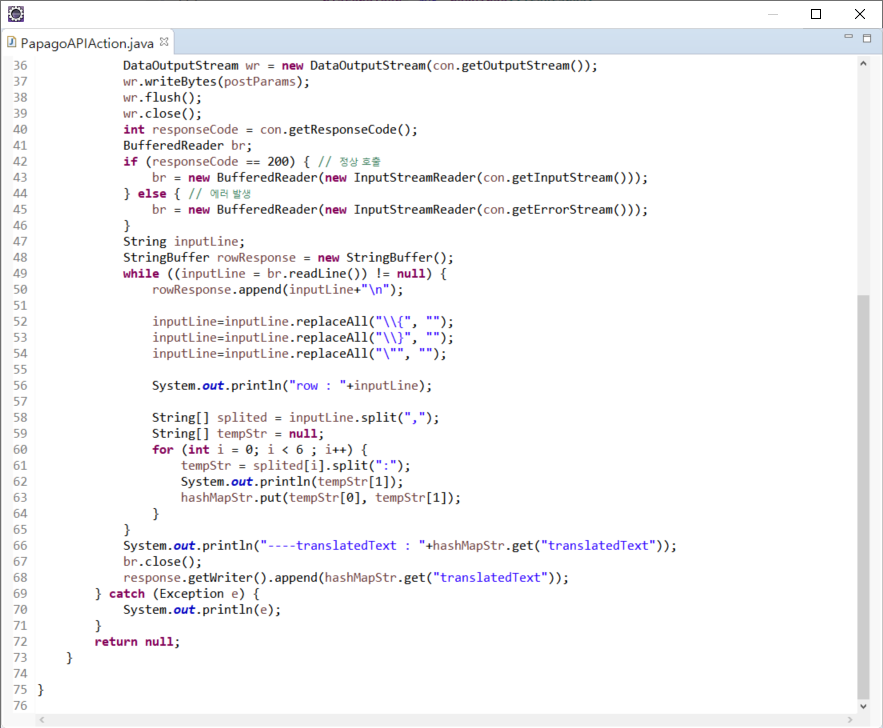 PapagoAPIAction.java
36 DataOutputStream wr = new DataOutputStream(con.getOutputStream());
37 wr.writeBytes(postParams);
38 wr.flush();
39 wr.close();
40 int responseCode = con.getResponseCode();
41 BufferedReader br;
42 if (responseCode == 200) { // 정상 호출
43 br = new BufferedReader(new InputStreamReader(con.getInputStream()));
44 } else { // 에러 발생
45 br = new BufferedReader(new InputStreamReader(con.getErrorStream()));
46 }
47 String inputLine;
48 StringBuffer rowResponse = new StringBuffer();
49 while ((inputLine = br.readLine()) != null) {
50 rowResponse.append(inputLine+"\n");
51
52 inputLine=inputLine.replaceAll("\\{", "");
53 inputLine=inputLine.replaceAll("\\}", "");
54 inputLine=inputLine.replaceAll("\"", "");
55
56 System.out.println("row : "+inputLine);
57
58 String[] splited = inputLine.split(",");
59 String[] tempStr = null;
60 for (int i = 0; i < 6 ; i++) {
61 tempStr = splited[i].split(":");
62 System.out.println(tempStr[1]);
63 hashMapStr.put(tempStr[0], tempStr[1]);
64 }
65 }
66 System.out.println("----translatedText : "+hashMapStr.get("translatedText"));
67 br.close();
68 response.getWriter().append(hashMapStr.get("translatedText"));
69 } catch (Exception e) {
70 System.out.println(e);
71 }
72 return null;
73 }
74
75 }
76